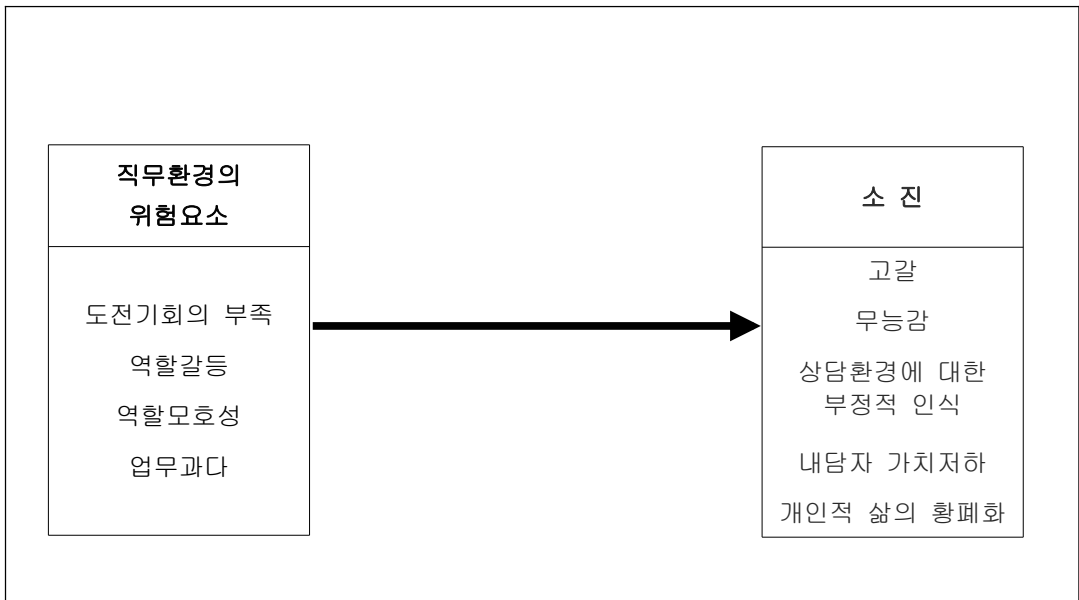 직무환경의
위험요소
도전기회의 부족
역할갈등
역할모호성
업무과다
소 진
고갈
무능감
상담환경에 대한
부정적 인식
내담자 가치저하
개인적 삶의 황폐화